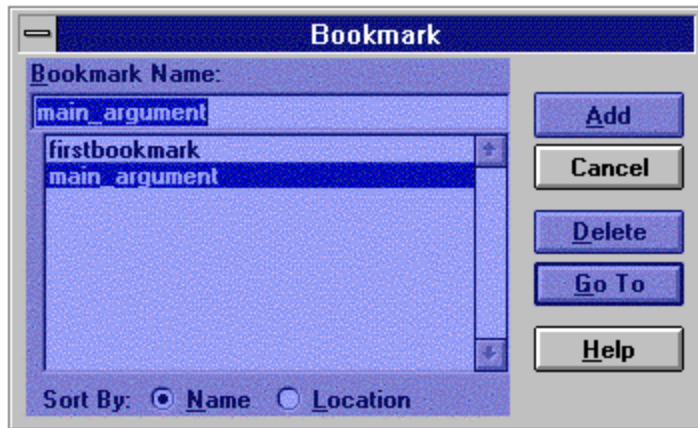 Bookmark
Bookmark Name:
main_argument
firstbookmark
main_argument
Sort By: Name Location
Add
Cancel
Delete
Go To
Help